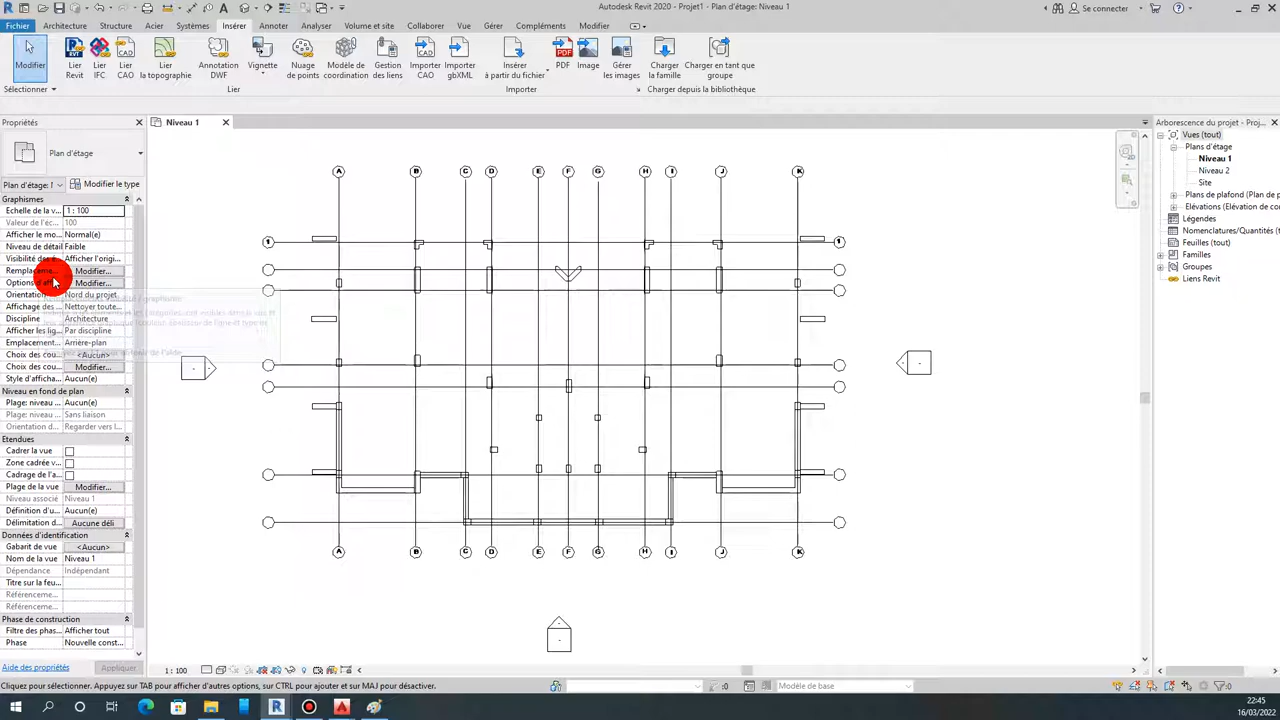 Autodesk Revit 2020 - Projet1 - Plan d'étage: Niveau 1
Se connecter
Fichier Architecture Structure Acier Systèmes Insérer Annoter Analyser Volume et site Collaborer Vue Gérer Compléments Modifier
Modifier
Lier Revit
Lier IFC
Lier CAO
Lier la topographie
Annotation DWF
Vignette
Nuage de points
Modèle de coordination
Gestion des liens
Importer CAO
Importer gbXML
Insérer à partur du fichier
PDF
Image
Gérer les images
Charger la famille
Charger en tant que groupe
Sélectionner
Lier
Importer
Charger depuis la bibliothèque
Propriétés
Niveau 1
Arborescence du projet - Proj...
Plan d'étage
Plan d'étage: N
Modifier le type
Graphismes
Echelle de la v... 1 : 100
Valeur de l'éc... 100
Afficher le mo... Normal(e)
Niveau de détail Faible
Visibilité des é... Afficher l'origi...
Remplaceme... Modifier...
Options d'aff... Modifier...
Orientation Nord du projet
Affichage des ... Nettoyer toute...
Discipline Architecture
Afficher les lig... Par discipline
Emplacement... Arrière-plan
Choix des cou... <Aucun>
Choix des cou... Modifier...
Style d'afficha... Aucun(e)
Niveau en fond de plan
Plage: niveau ... Aucun(e)
Plage: niveau ... Sans liaison
Orientation d... Regarder vers l...
Etendues
Cadrer la vue
Zone cadrée v...
Cadrage de l'a...
Plage de la vue Modifier...
Niveau associé Niveau 1
Définition d'u... Aucun(e)
Délimitation d... Aucune déli
Données d'identification
Gabarit de vue <Aucun>
Nom de la vue Niveau 1
Dépendance Indépendant
Titre sur la feu...
Référenceme...
Référenceme...
Phase de construction
Filtre des phas... Afficher tout
Phase Nouvelle const...
Aide des propriétés
Appliquer
A B C D E F G H I J K
1 1
A B C D E F G H I J K
Vues (tout)
Plans d'étage
Niveau 1
Niveau 2
Site
Plans de plafond (Plan de p
Elévations (Elévation de co
Légendes
Nomenclatures/Quantités (t
Feuilles (tout)
Familles
Groupes
Liens Revit
1 : 100
Cliquez pour sélectionner. Appuyez sur TAB pour afficher d'autres options, sur CTRL pour ajouter et sur MAJ pour désactiver.
:0
Modèle de base
:0
22:45
16/03/2022